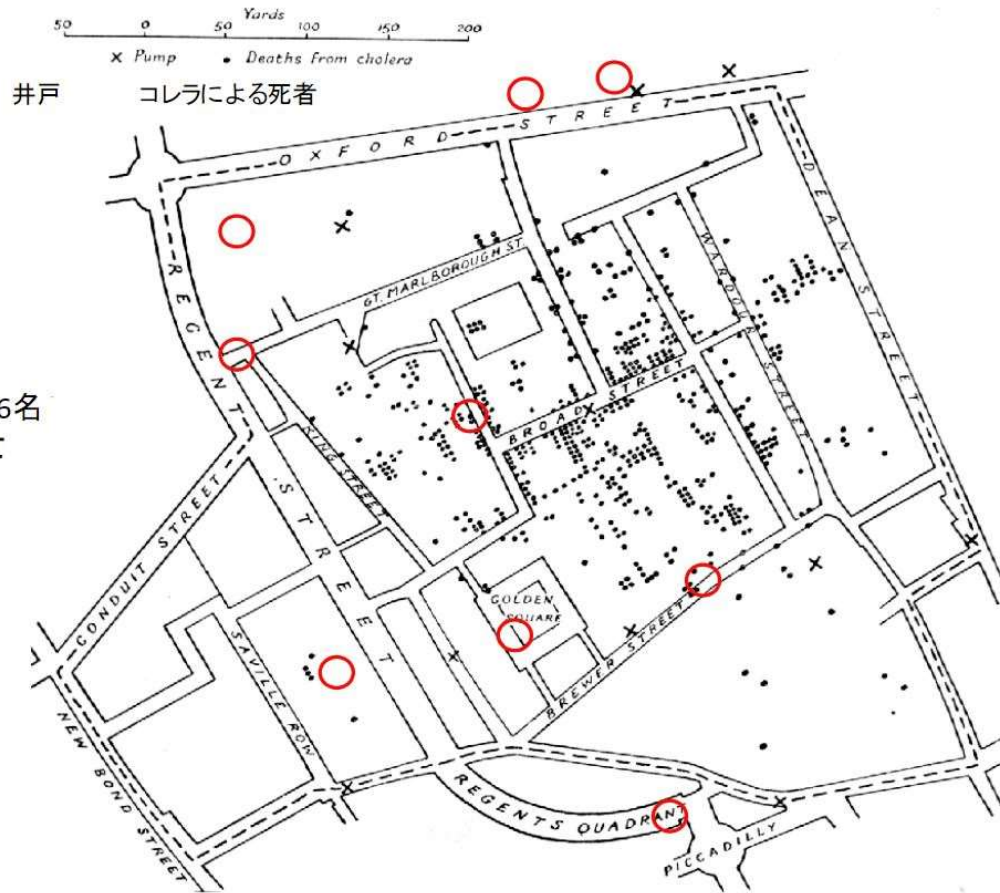 Yards
50 0 50 100 150 200
× Pump • Deaths from cholera
井戸 コレラによる死者
OXFORD STREET
DEAN STREET
WARDOUR STREET
GT. MARLBOROUGH ST.
REGENT STREET
BROAD STREET
6名
KING STREET
CONDUIT STREET
GOLDEN
SQUARE
BREWER STREET
SAVILLE ROW
NEW BOND STREET
REGENTS QUADRANT
PICCADILLY